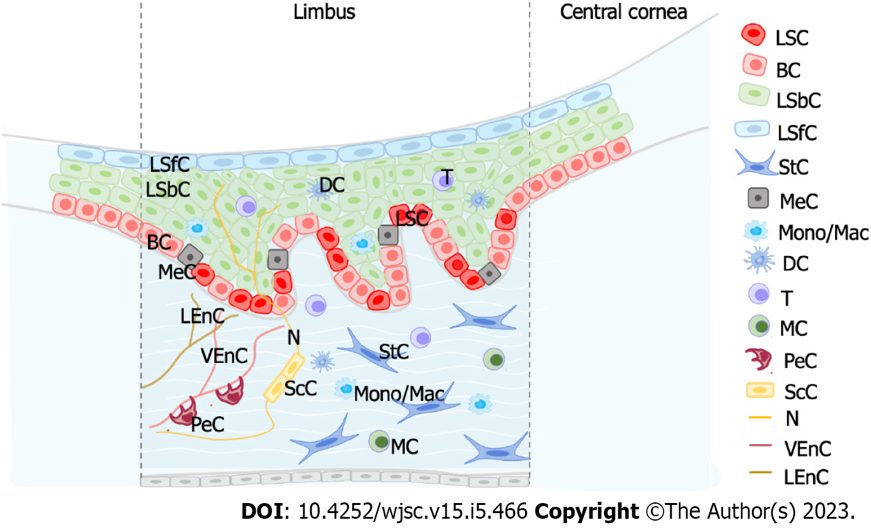 Limbus
Central cornea
LSfC
LSbC
BC
MeC
DC
T
LSC
LEnC
VEnC
N
ScC
StC
PeC
Mono/Mac
MC
LSC
BC
LSbC
LSfC
StC
MeC
Mono/Mac
DC
T
MC
PeC
ScC
N
VEnC
LEnC
DOI: 10.4252/wjsc.v15.i5.466 Copyright ©The Author(s) 2023.